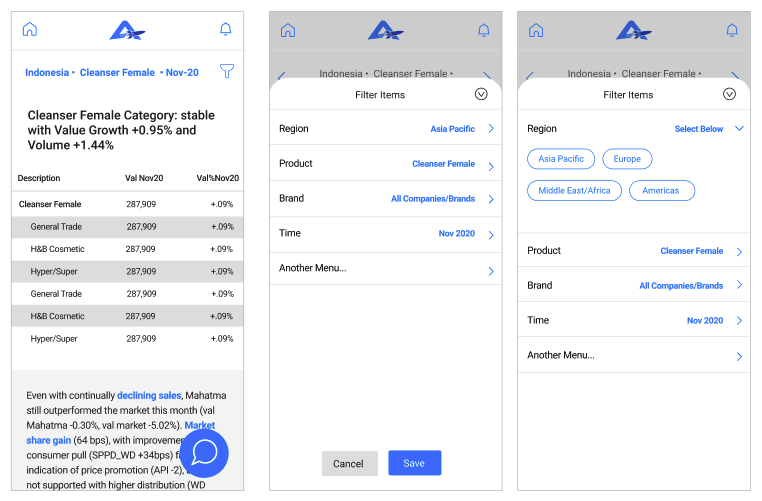 Indonesia • Cleanser Female • Nov-20
Cleanser Female Category: stable
with Value Growth +0.95% and
Volume +1.44%
Description Val Nov20 Val%Nov20
Cleanser Female 287,909 +.09%
General Trade 287,909 +.09%
H&B Cosmetic 287,909 +.09%
Hyper/Super 287,909 +.09%
General Trade 287,909 +.09%
H&B Cosmetic 287,909 +.09%
Hyper/Super 287,909 +.09%
Even with continually declining sales, Mahatma
still outperformed the market this month (val
Mahatma -0.30%, val market -5.02%). Market
share gain (64 bps), with improveme
consumer pull (SPPD_WD +34bps) f
indication of price promotion (API -2),
not supported with higher distribution (WD
Indonesia • Cleanser Female •
Filter Items
Region Asia Pacific
Product Cleanser Female
Brand All Companies/Brands
Time Nov 2020
Another Menu...
Cancel Save
Indonesia • Cleanser Female •
Filter Items
Region Select Below
Asia Pacific Europe
Middle East/Africa Americas
Product Cleanser Female
Brand All Companies/Brands
Time Nov 2020
Another Menu...